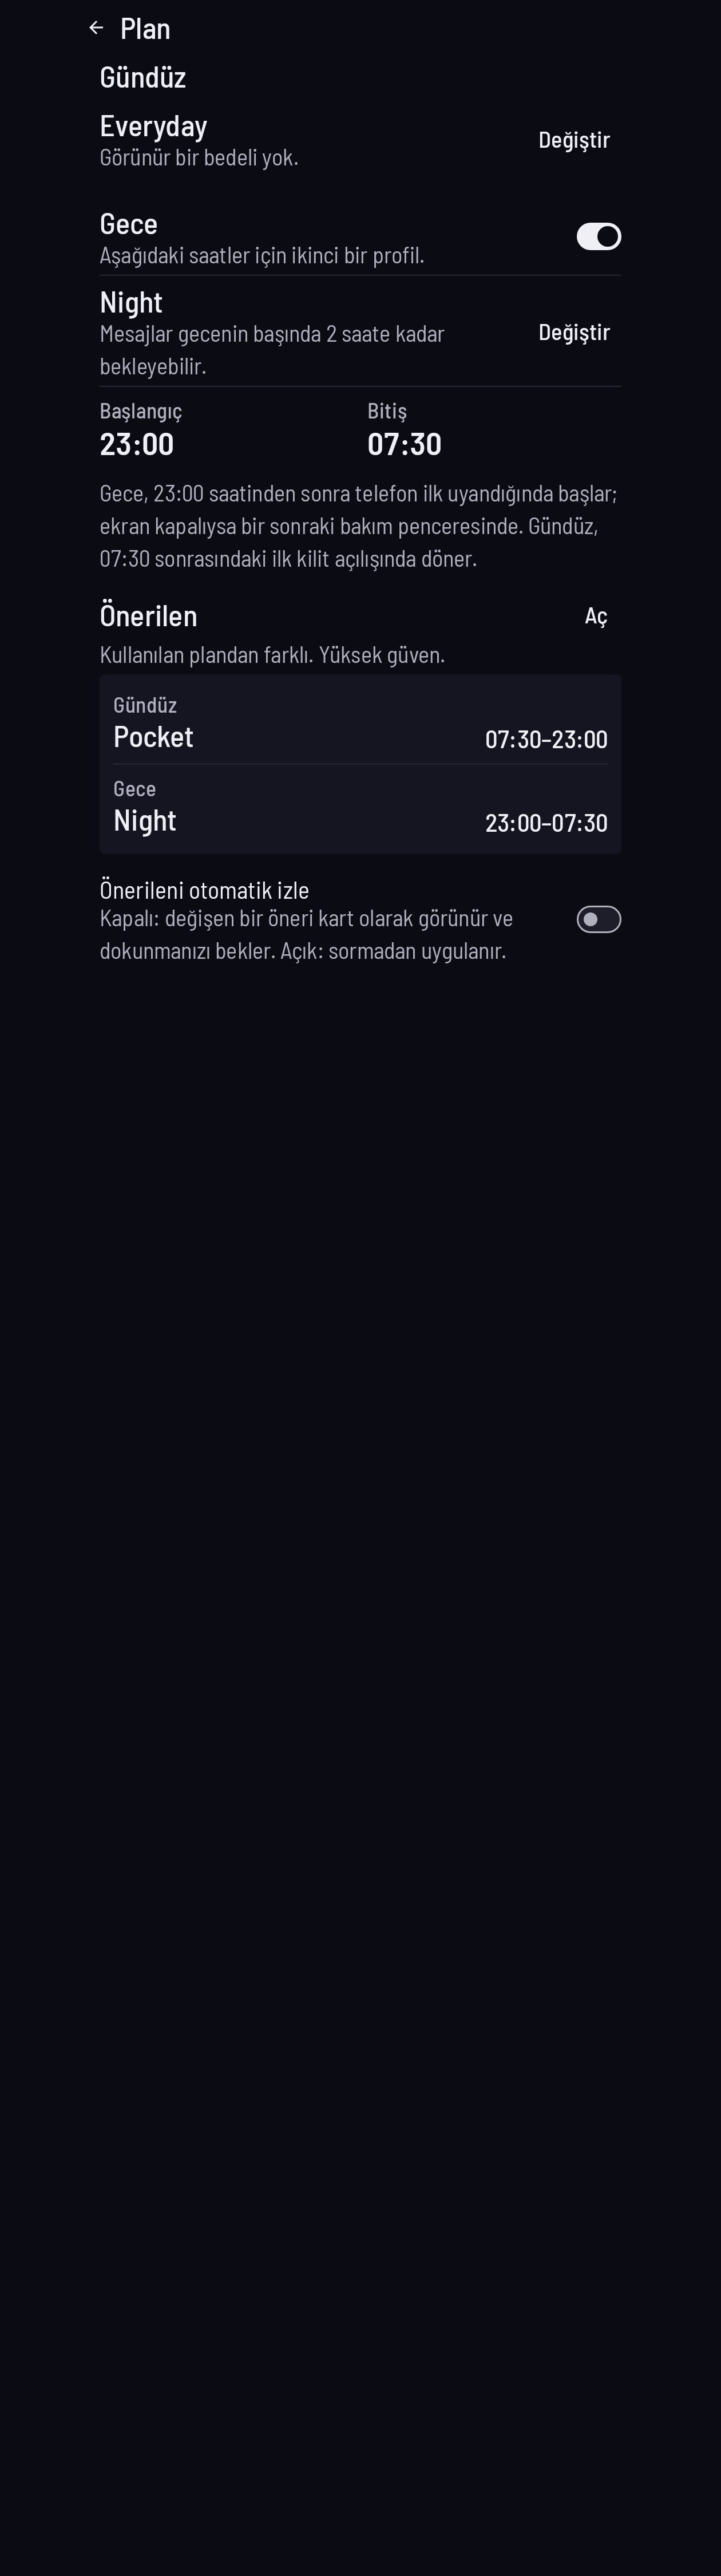 Plan
Gündüz
Everyday
Değiştir
Görünür bir bedeli yok.
Gece
Aşağıdaki saatler için ikinci bir profil.
Night
Mesajlar gecenin başında 2 saate kadar
bekleyebilir.
Değiştir
Başlangıç
Bitiş
23:00
07:30
Gece, 23:00 saatinden sonra telefon ilk uyandığında başlar;
ekran kapalıysa bir sonraki bakım penceresinde. Gündüz,
07:30 sonrasındaki ilk kilit açılışında döner.
Önerilen
Aç
Kullanılan plandan farklı. Yüksek güven.
Gündüz
Pocket
07:30–23:00
Gece
Night
23:00–07:30
Önerileni otomatik izle
Kapalı: değişen bir öneri kart olarak görünür ve
dokunmanızı bekler. Açık: sormadan uygulanır.